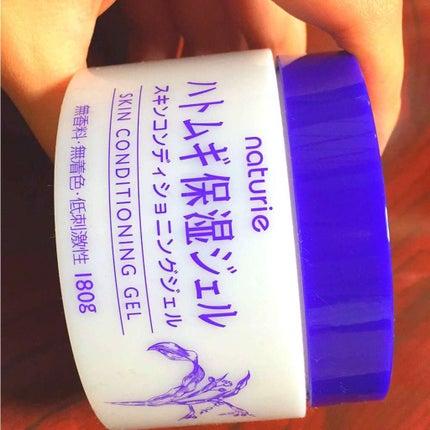 naturie
ハトムギ保湿ジェル
スキンコンディショニングジェル
SKIN CONDITIONING GEL
無香料・無着色・低刺激性 180g